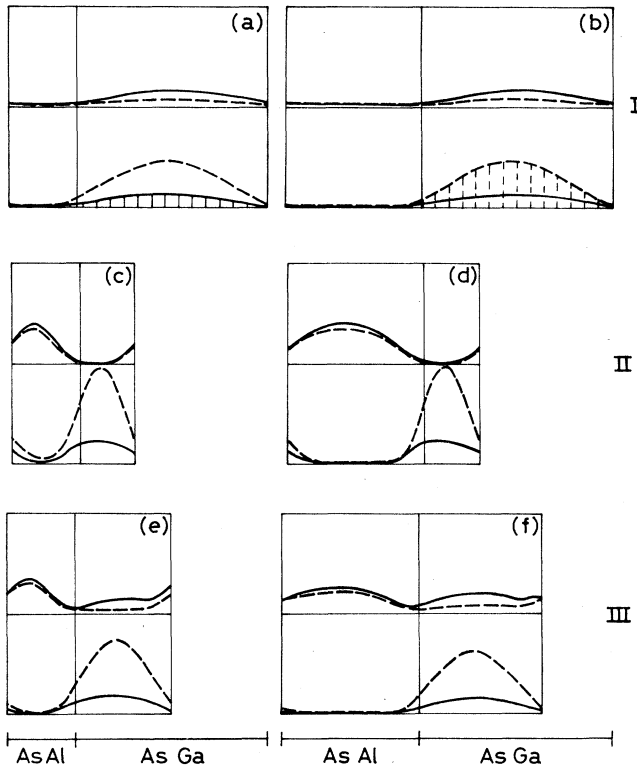 (a) (b)
I
(c) (d)
II
(e) (f)
III
As Al As Ga As Al As Ga